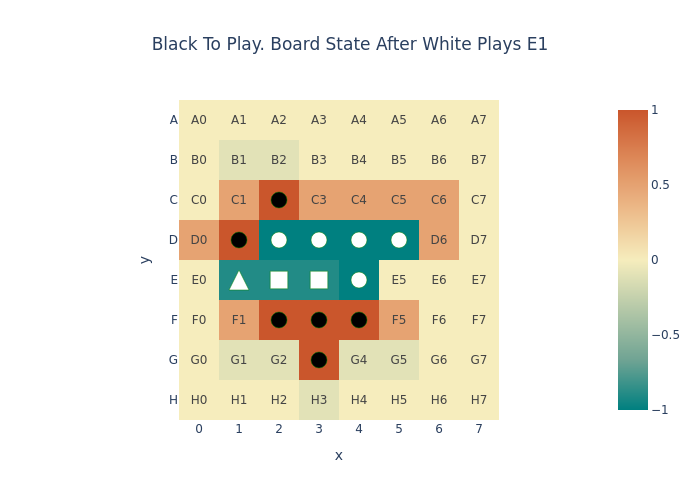 Black To Play. Board State After White Plays E1
A A0 A1 A2 A3 A4 A5 A6 A7
B B0 B1 B2 B3 B4 B5 B6 B7
C C0 C1 C3 C4 C5 C6 C7
D D0 D6 D7
E E0 E5 E6 E7
F F0 F1 F5 F6 F7
G G0 G1 G2 G4 G5 G6 G7
H H0 H1 H2 H3 H4 H5 H6 H7
0 1 2 3 4 5 6 7
x
y
1
0.5
0
−0.5
−1